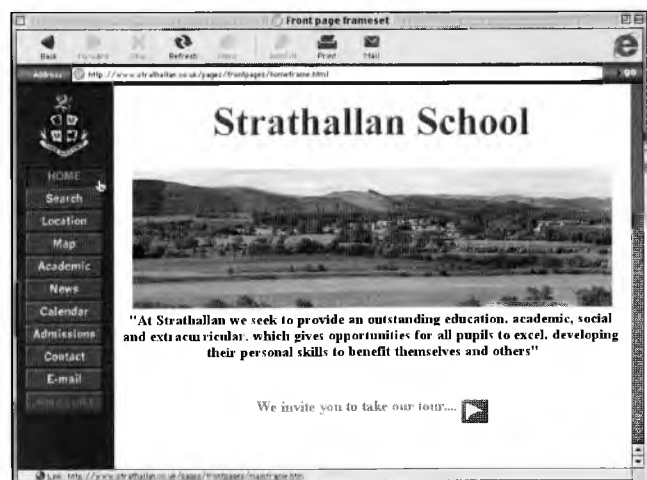 Front page frameset
Back
Refresh
Print
Mail
Address
http://www.strathallan.co.uk/pages/frontpages/homeframe.html
go
Strathallan School
HOME
Search
Location
Map
Academic
News
Calendar
Admissions
Contact
E-mail
"At Strathallan we seek to provide an outstanding education, academic, social
and extracurricular, which gives opportunities for all pupils to excel, developing
their personal skills to benefit themselves and others"
We invite you to take our tour....
Link: http://www.strathallan.co.uk/pages/frontpages/mainframe.htm